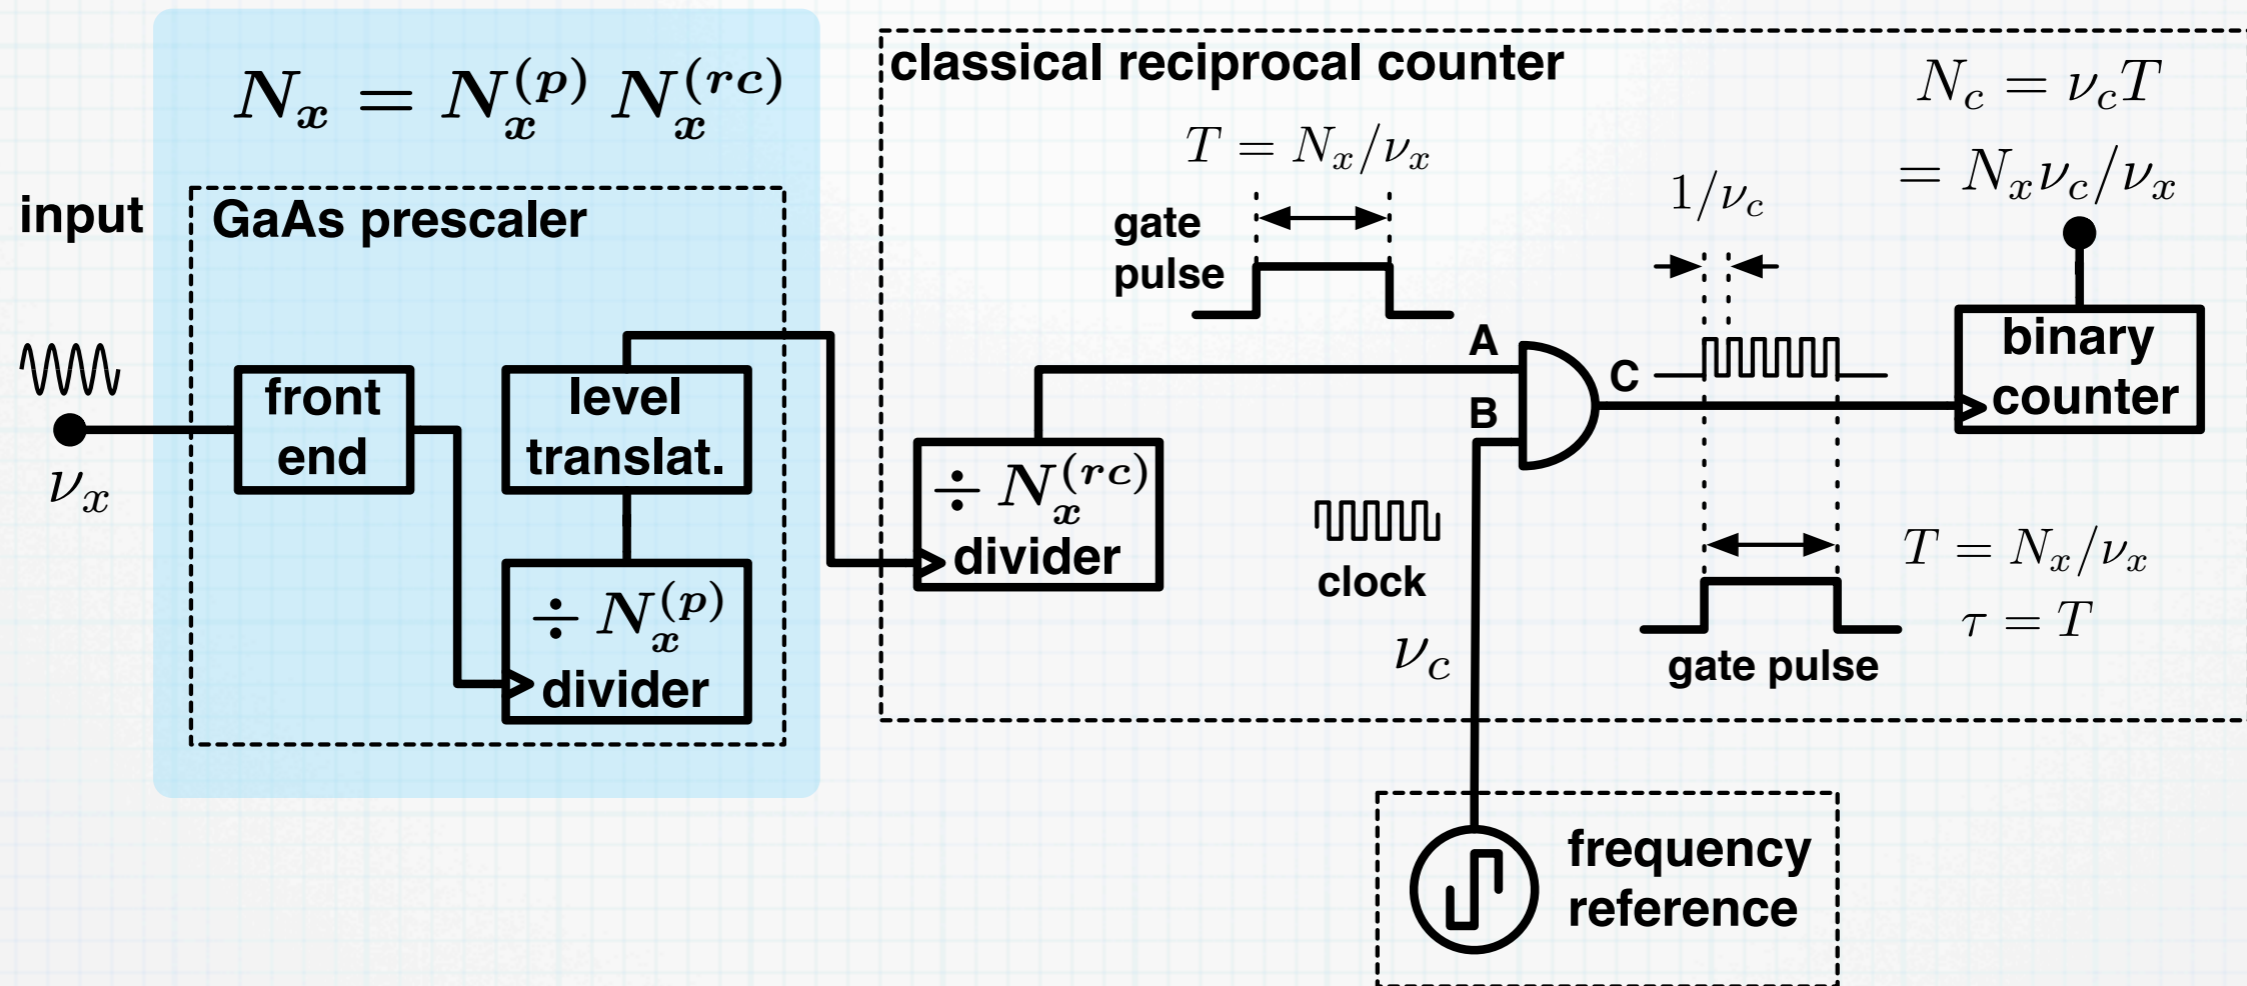 N_x = N_x^(p) N_x^(rc)
input
GaAs prescaler
front
end
level
translat.
ν_x
÷ N_x^(p)
divider
classical reciprocal counter
T = N_x/ν_x
gate
pulse
A
B
C
÷ N_x^(rc)
divider
clock
ν_c
1/ν_c
N_c = ν_c T
= N_x ν_c/ν_x
binary
counter
T = N_x/ν_x
τ = T
gate pulse
frequency
reference